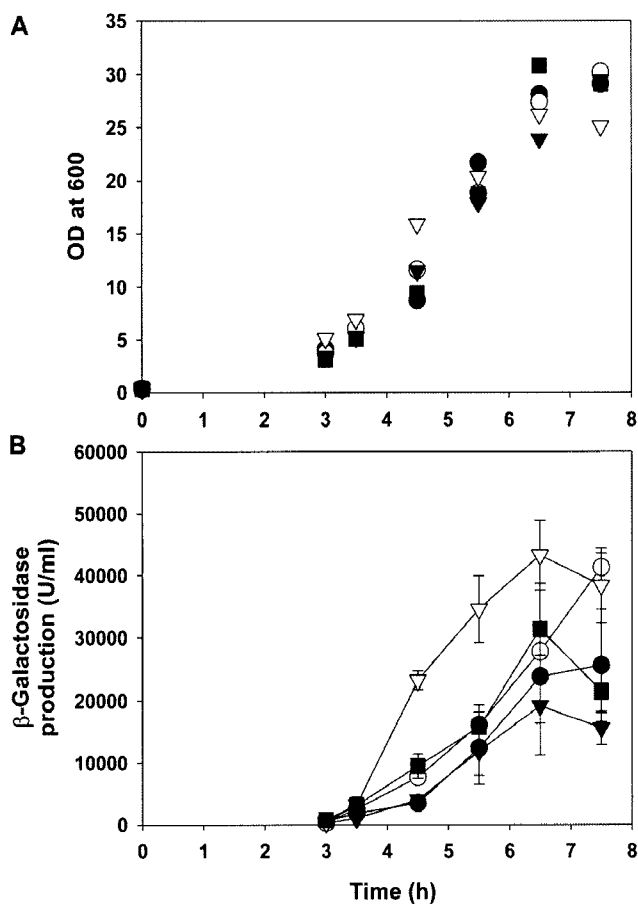 A
35
30
25
20
15
10
5
0
OD at 600
0 1 2 3 4 5 6 7 8
B
60000
50000
40000
30000
20000
10000
0
β-Galactosidase
production (U/ml)
0 1 2 3 4 5 6 7 8
Time (h)